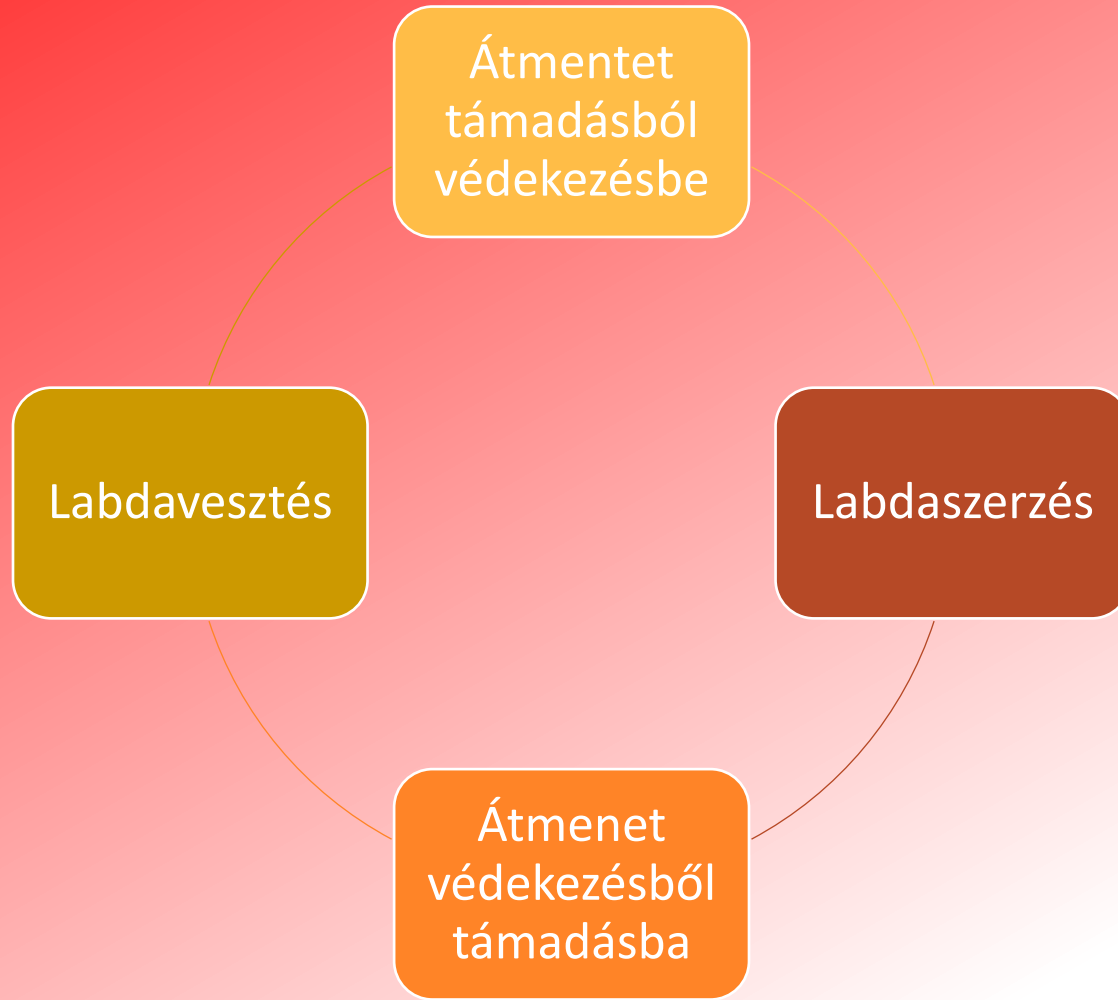 Átmentet
támadásból
védekezésbe
Labdavesztés
Labdaszerzés
Átmenet
védekezésből
támadásba